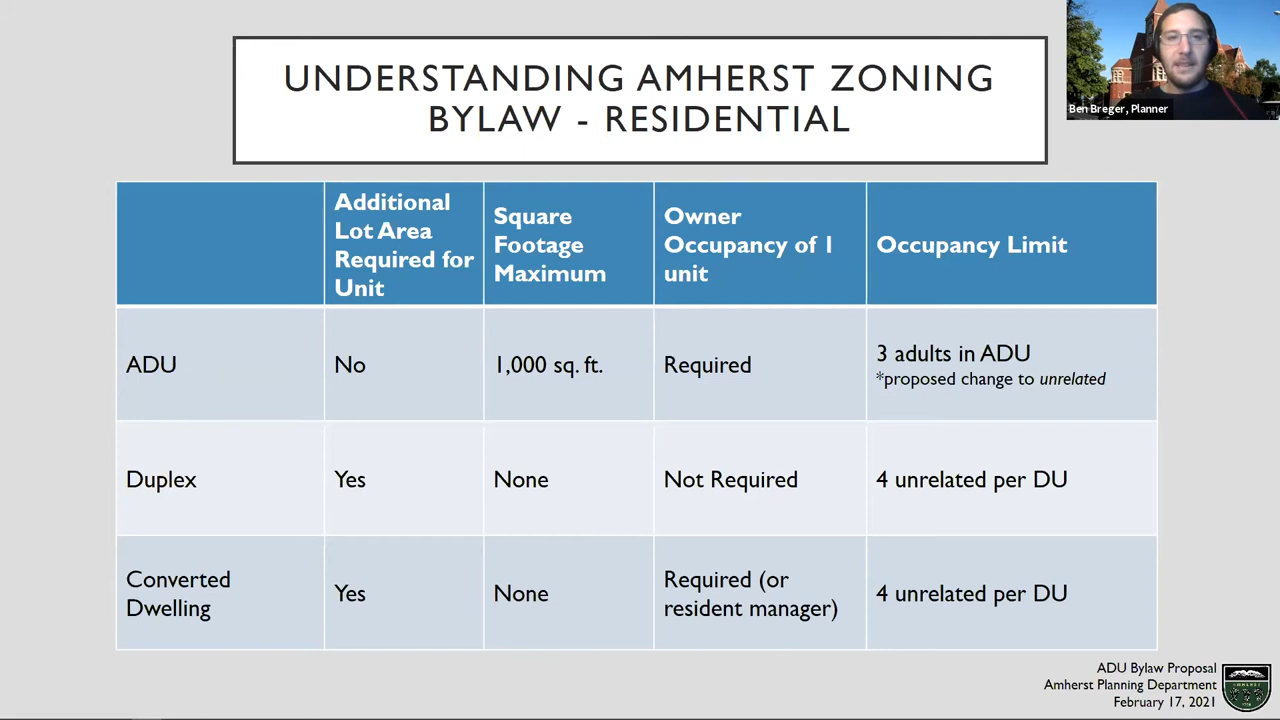 UNDERSTANDING AMHERST ZONING
BYLAW - RESIDENTIAL
Ben Breger, Planner
Additional
Lot Area
Required for
Unit
Square
Footage
Maximum
Owner
Occupancy of 1
unit
Occupancy Limit
ADU
No
1,000 sq. ft.
Required
3 adults in ADU
*proposed change to unrelated
Duplex
Yes
None
Not Required
4 unrelated per DU
Converted
Dwelling
Yes
None
Required (or
resident manager)
4 unrelated per DU
ADU Bylaw Proposal
Amherst Planning Department
February 17, 2021